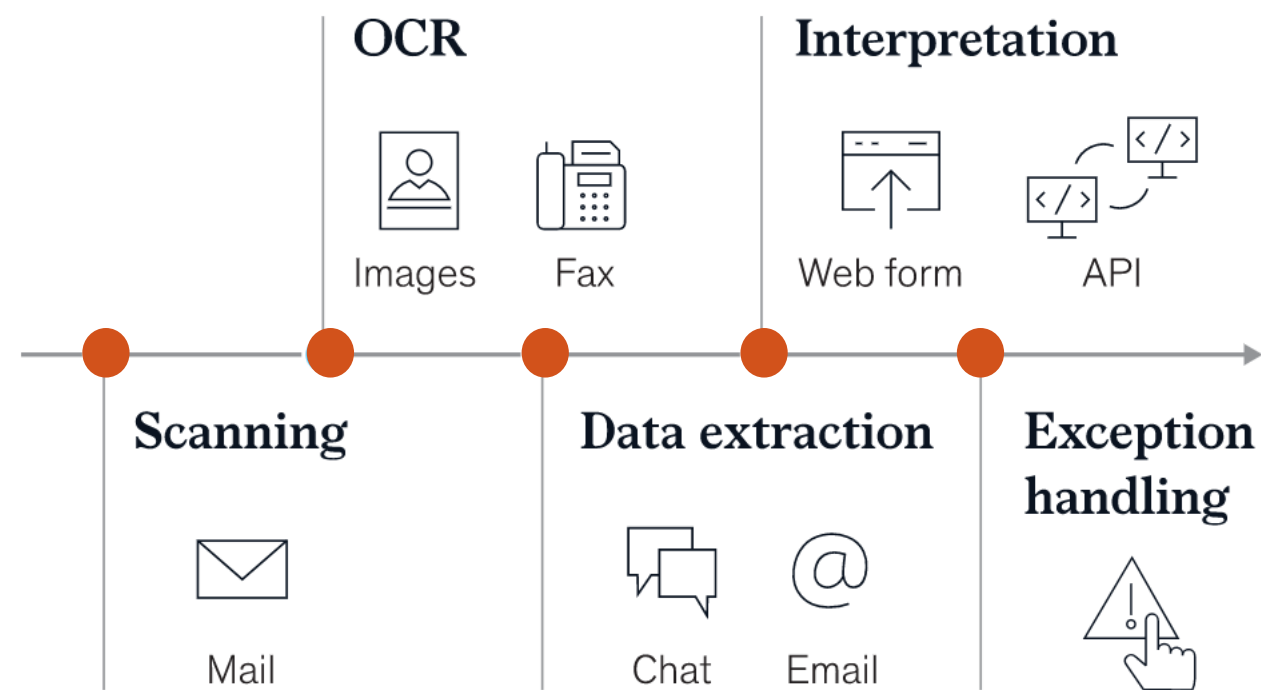 OCR
Interpretation
Images
Fax
Web form
API
Scanning
Data extraction
Exception
handling
Mail
Chat
Email